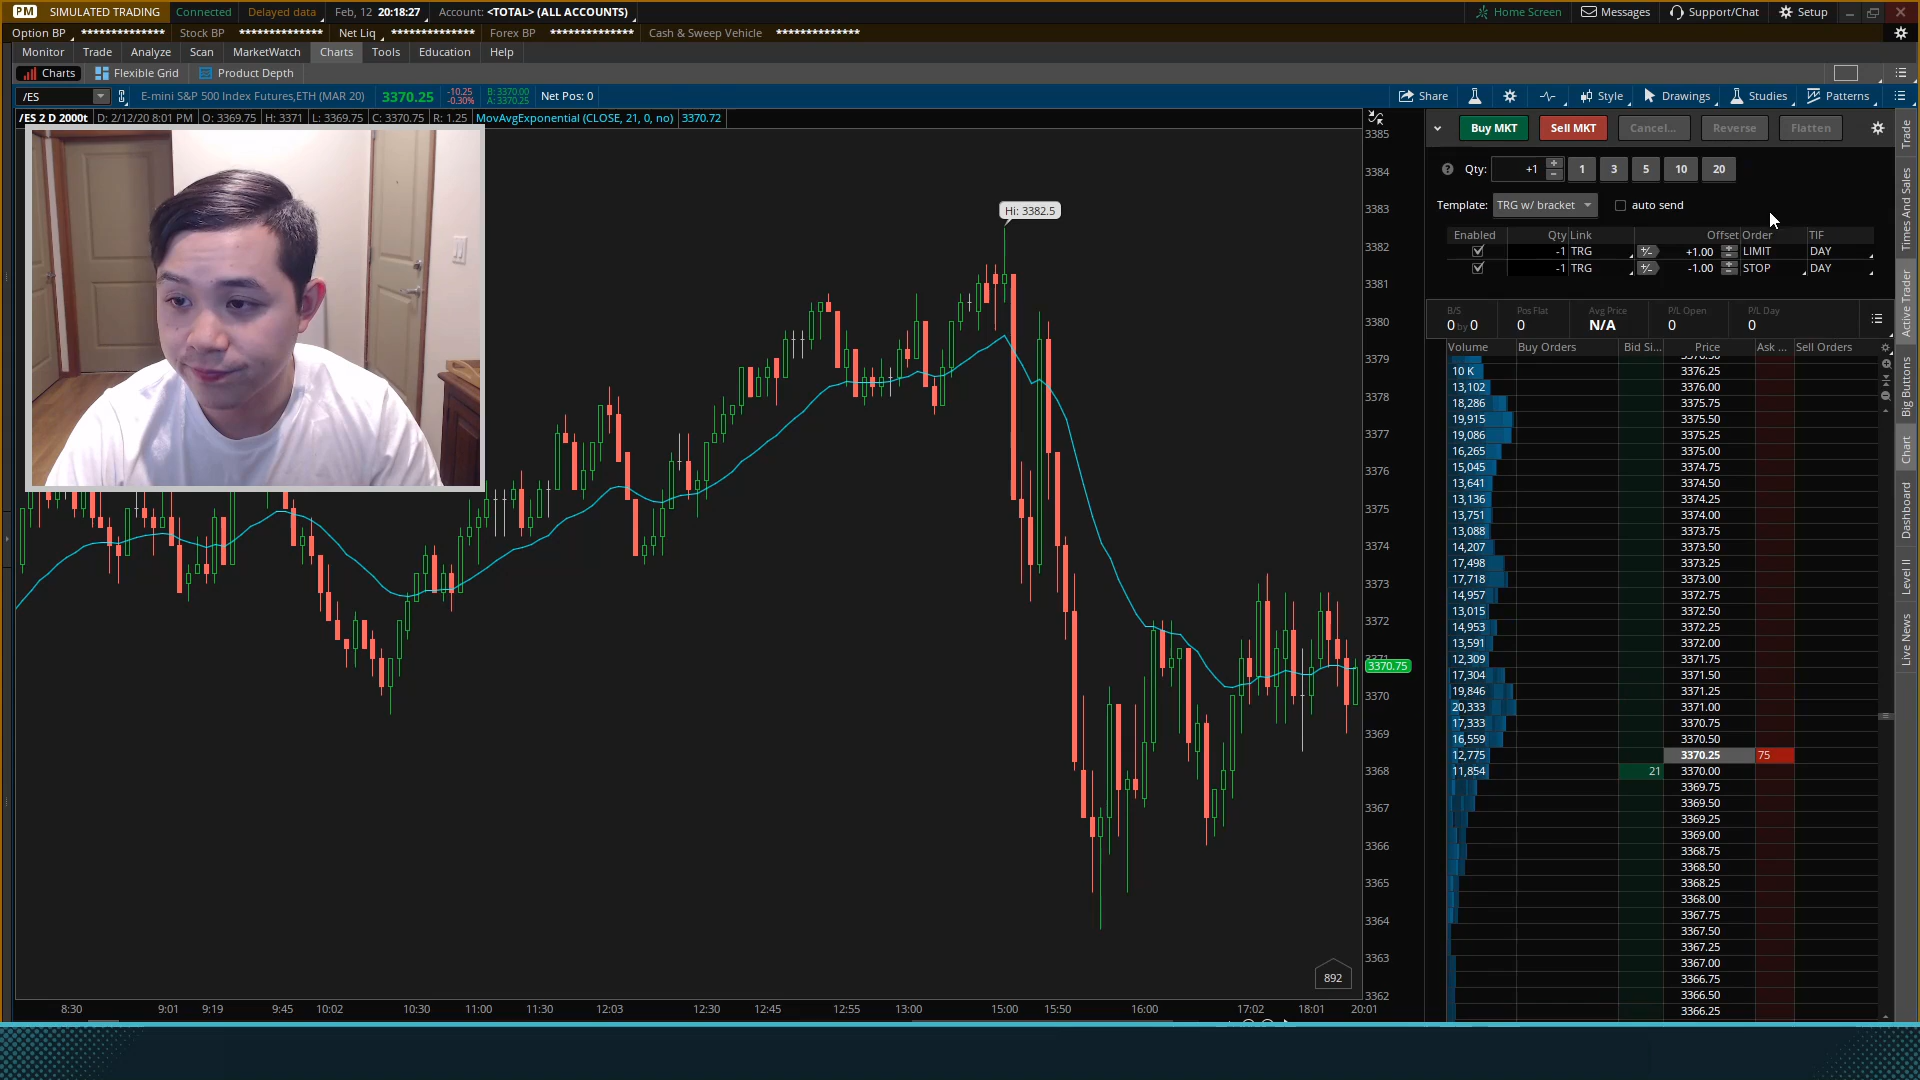 PM SIMULATED TRADING Connected Delayed data Feb, 12 20:18:27 Account: <TOTAL> (ALL ACCOUNTS) Home Screen Messages Support/Chat Setup
Option BP ************** Stock BP ************** Net Liq ************** Forex BP ************** Cash & Sweep Vehicle **************
Monitor Trade Analyze Scan MarketWatch Charts Tools Education Help
Charts Flexible Grid Product Depth
/ES E-mini S&P 500 Index Futures,ETH (MAR 20) 3370.25 -10.25 -0.30% B: 3370.00 A: 3370.25 Net Pos: 0 Share Style Drawings Studies Patterns
/ES 2 D 2000t D: 2/12/20 8:01 PM O: 3369.75 H: 3371 L: 3369.75 C: 3370.75 R: 1.25 MovAvgExponential (CLOSE, 21, 0, no) 3370.72
Hi: 3382.5
3385
3384
3383
3382
3381
3380
3379
3378
3377
3376
3375
3374
3373
3372
3371
3370.75
3370
3369
3368
3367
3366
3365
3364
3363
3362
892
8:30 9:01 9:19 9:45 10:02 10:30 11:00 11:30 12:03 12:30 12:45 12:55 13:00 15:00 15:50 16:00 17:02 18:01 20:01
Buy MKT Sell MKT Cancel... Reverse Flatten
Qty: +1 1 3 5 10 20
Template: TRG w/ bracket auto send
Enabled Qty Link Offset Order TIF
-1 TRG +1.00 LIMIT DAY
-1 TRG -1.00 STOP DAY
B/S Pos Flat Avg Price P/L Open P/L Day
0 by 0 0 N/A 0 0
Volume Buy Orders Bid Si... Price Ask ... Sell Orders
10 K 3376.25
13,102 3376.00
18,286 3375.75
19,915 3375.50
19,086 3375.25
16,265 3375.00
15,045 3374.75
13,641 3374.50
13,136 3374.25
13,751 3374.00
13,088 3373.75
14,207 3373.50
17,498 3373.25
17,718 3373.00
14,957 3372.75
13,015 3372.50
14,953 3372.25
13,591 3372.00
12,309 3371.75
17,304 3371.50
19,846 3371.25
20,333 3371.00
17,333 3370.75
16,559 3370.50
12,775 3370.25 75
11,854 21 3370.00
3369.75
3369.50
3369.25
3369.00
3368.75
3368.50
3368.25
3368.00
3367.75
3367.50
3367.25
3367.00
3366.75
3366.50
3366.25
Trade
Times And Sales
Active Trader
Big Buttons
Chart
Dashboard
Level II
Live News